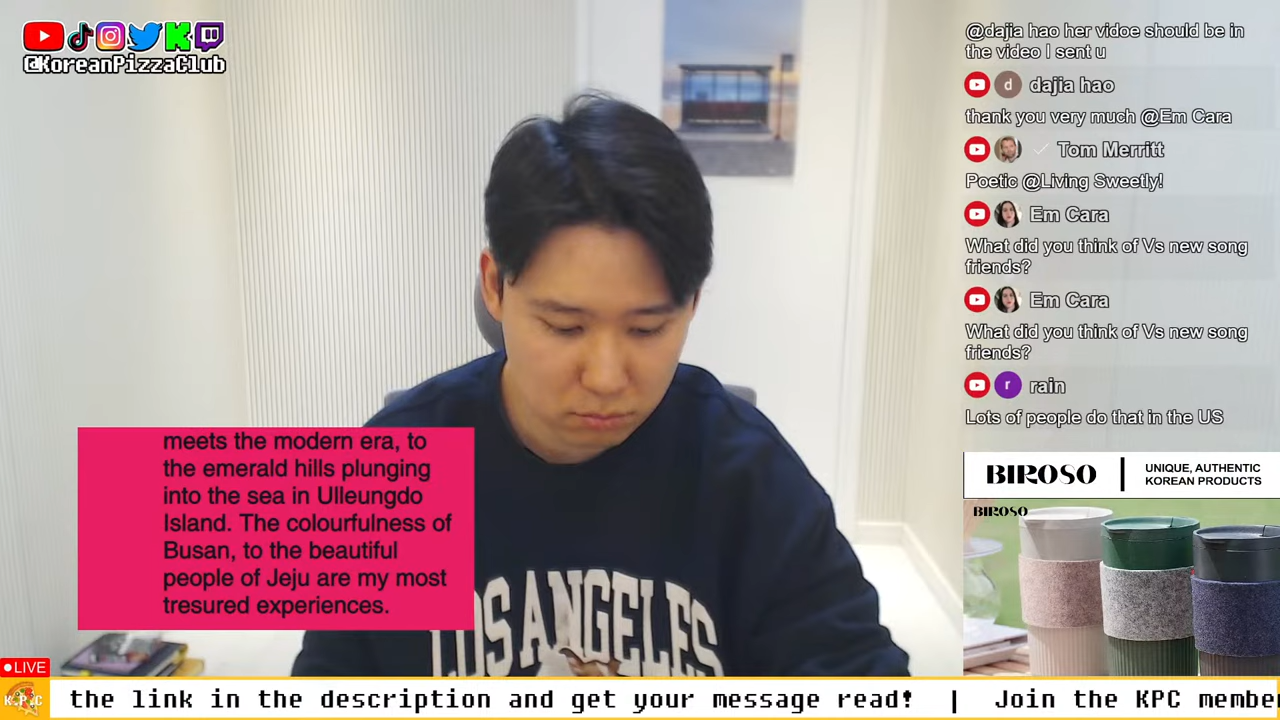 @KoreanPizzaClub
meets the modern era, to
the emerald hills plunging
into the sea in Ulleungdo
Island. The colourfulness of
Busan, to the beautiful
people of Jeju are my most
tresured experiences.
LOS ANGELES
@dajia hao her vidoe should be in
the video I sent u
d dajia hao
thank you very much @Em Cara
Tom Merritt
Poetic @Living Sweetly!
Em Cara
What did you think of Vs new song
friends?
Em Cara
What did you think of Vs new song
friends?
r rain
Lots of people do that in the US
BIROSO
UNIQUE, AUTHENTIC
KOREAN PRODUCTS
BIROSO
LIVE
K.P.C
the link in the description and get your message read! | Join the KPC membe